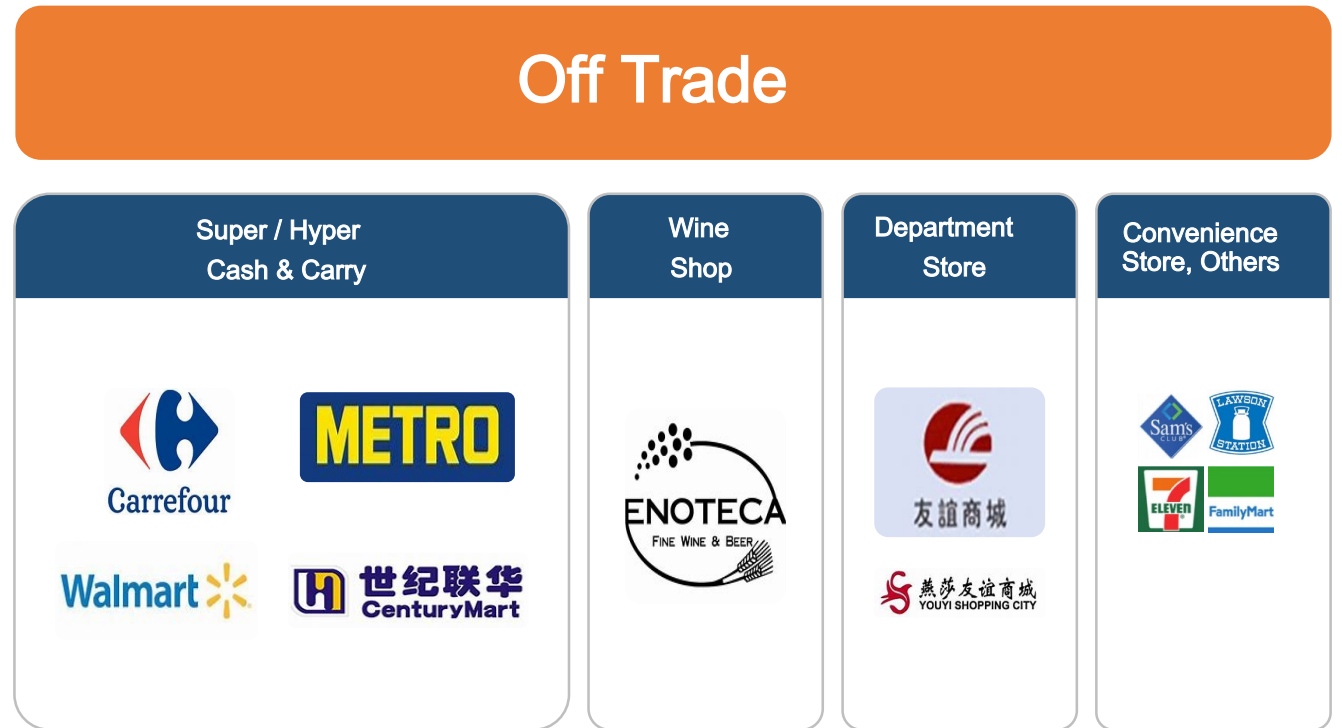 Off Trade
Super / Hyper
Cash & Carry
Carrefour
METRO
Walmart
世纪联华
CenturyMart
Wine
Shop
ENOTECA
FINE WINE & BEER
Department
Store
友誼商城
燕莎友谊商城
YOUYI SHOPPING CITY
Convenience
Store, Others
Sam's
CLUB
LAWSON
STATION
7
ELEVEN
FamilyMart